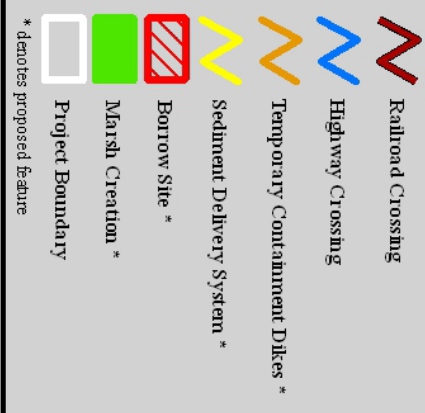 Railroad Crossing
Highway Crossing
Temporary Containment Dikes *
Sediment Delivery System *
Borrow Site *
Marsh Creation *
Project Boundary
* denotes proposed feature